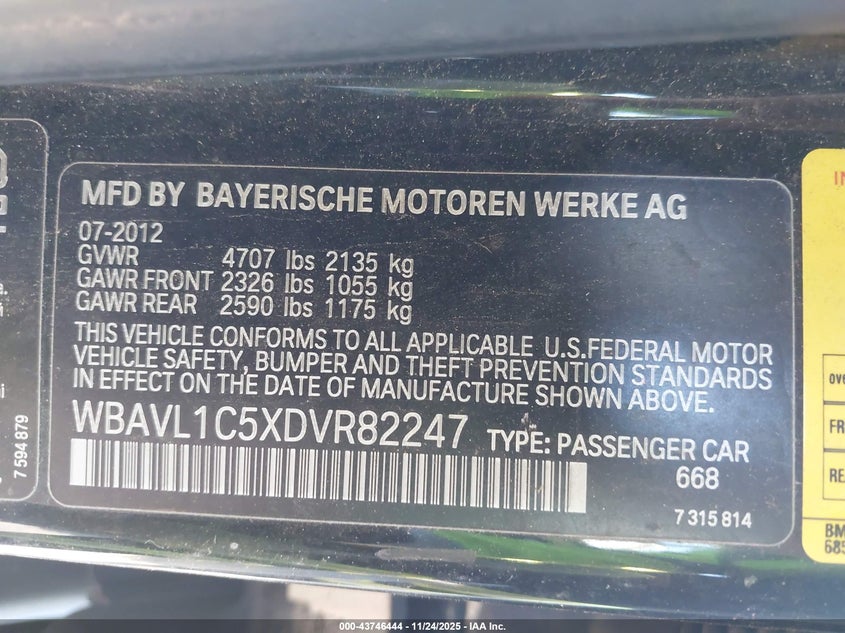 MFD BY BAYERISCHE MOTOREN WERKE AG
07-2012
GVWR 4707 lbs 2135 kg
GAWR FRONT 2326 lbs 1055 kg
GAWR REAR 2590 lbs 1175 kg
THIS VEHICLE CONFORMS TO ALL APPLICABLE U.S.FEDERAL MOTOR
VEHICLE SAFETY, BUMPER AND THEFT PREVENTION STANDARDS
IN EFFECT ON THE DATE OF MANUFACTURE SHOWN ABOVE.
WBAVL1C5XDVR82247 TYPE: PASSENGER CAR
668
7 315 814
7 594 879
000-43746444 - 11/24/2025 - IAA Inc.